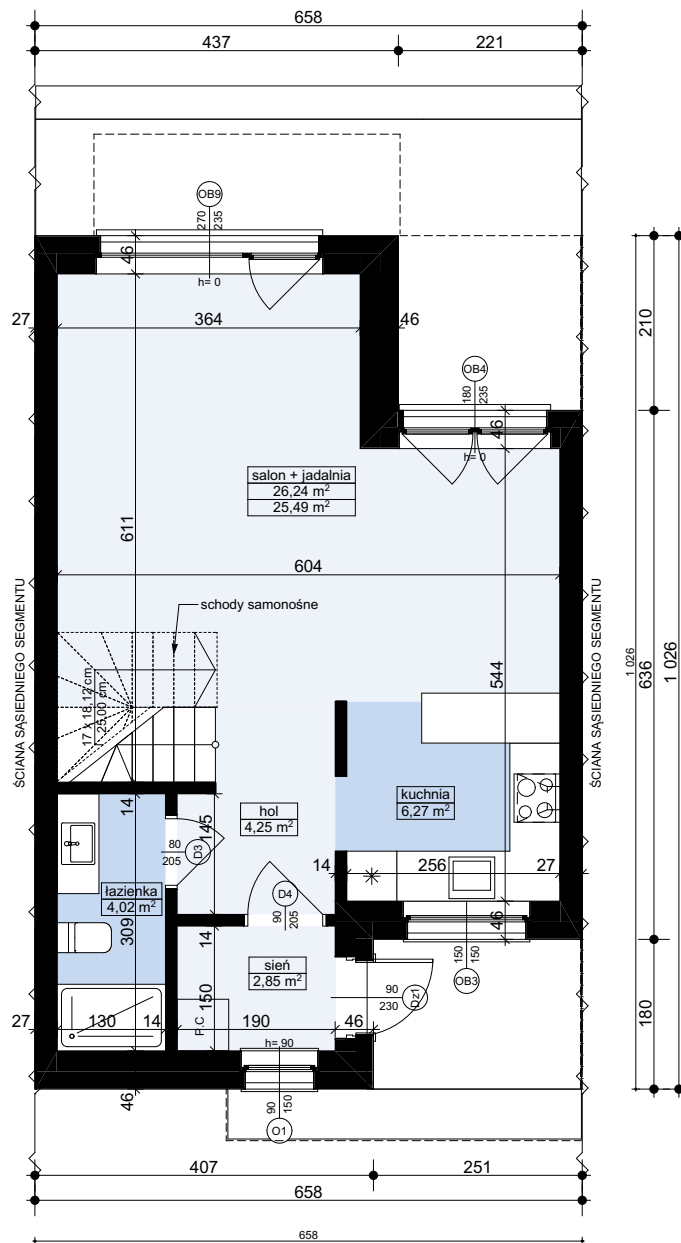 658
437
221
OB9
270
235
46
h= 0
27
364
46
210
OB4
180
235
46
h= 0
salon + jadalnia
26,24 m²
25,49 m²
611
604
ŚCIANA SĄSIEDNIEGO SEGMENTU
schody samonośne
ŚCIANA SĄSIEDNIEGO SEGMENTU
544
1 026
636
1 026
17 x 18,12 cm
25,00 cm
kuchnia
6,27 m²
14
hol
4,25 m²
145
80
205
D3
14
256
27
łazienka
4,02 m²
D4
90
205
46
309
14
sień
2,85 m²
OB3
150
150
90
230
Dz1
150
P.C
180
27
130
14
190
46
h= 90
46
90
150
O1
407
251
658
658